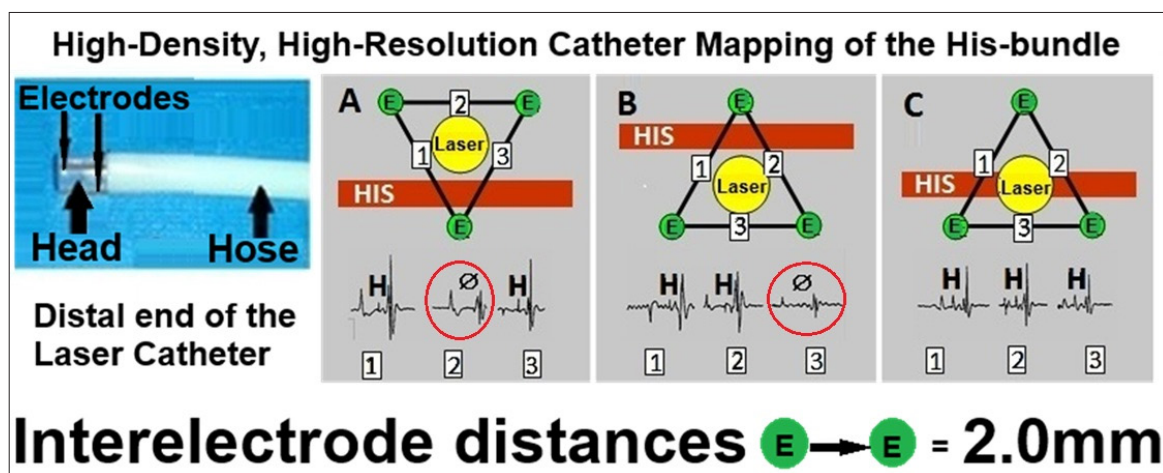 High-Density, High-Resolution Catheter Mapping of the His-bundle
Electrodes
Head
Hose
Distal end of the
Laser Catheter
A
E
2
E
Laser
1
3
HIS
E
H
Ø
H
1
2
3
B
E
HIS
1
2
Laser
E
3
E
H
H
Ø
1
2
3
C
E
1
2
HIS
Laser
E
3
E
H
H
H
1
2
3
Interelectrode distances E E = 2.0mm